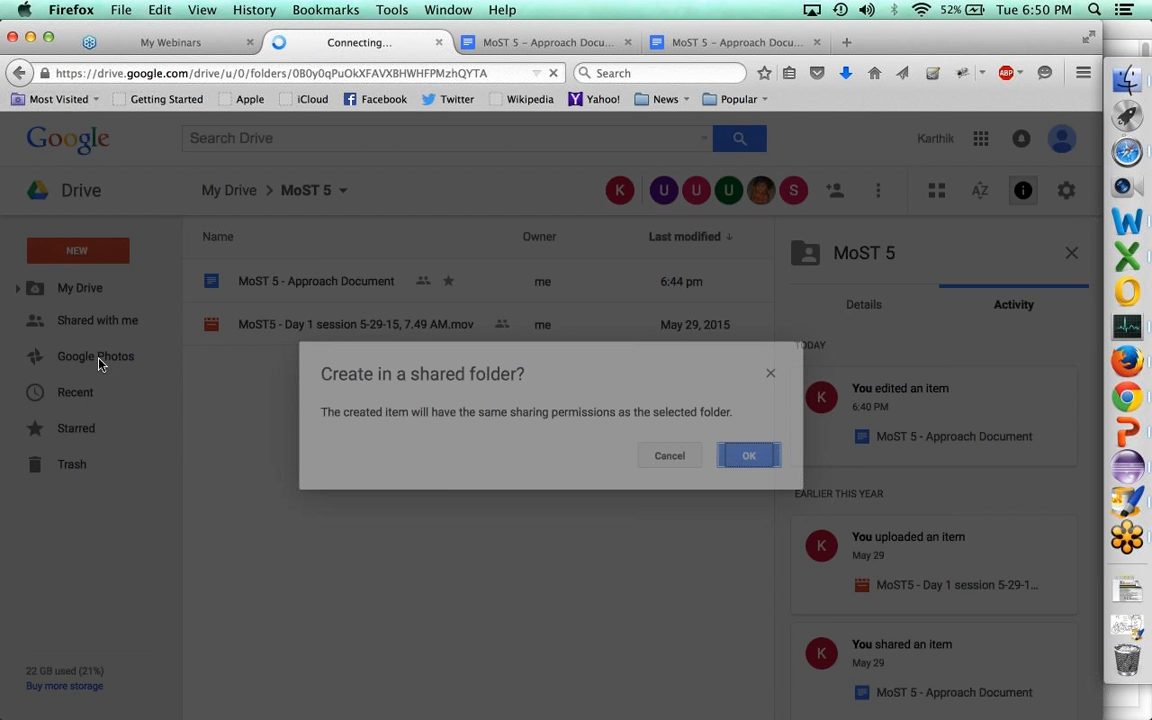 Firefox File Edit View History Bookmarks Tools Window Help 52% Tue 6:50 PM
My Webinars × Connecting... × MoST 5 - Approach Docu... × MoST 5 - Approach Docu... × +
https://drive.google.com/drive/u/0/folders/0B0y0qPuOkXFAVXBHWHFPMzhQYTA Search ABP
Most Visited Getting Started Apple iCloud Facebook Twitter Wikipedia Yahoo! News Popular
Google Search Drive Karthik
Drive My Drive > MoST 5 K U U U S
NEW
My Drive
Shared with me
Google Photos
Recent
Starred
Trash
22 GB used (21%)
Buy more storage
Name Owner Last modified
MoST 5 - Approach Document me 6:44 pm
MoST5 - Day 1 session 5-29-15, 7.49 AM.mov me May 29, 2015
Create in a shared folder?
The created item will have the same sharing permissions as the selected folder.
Cancel OK
MoST 5
Details Activity
TODAY
K You edited an item
6:40 PM
MoST 5 - Approach Document
EARLIER THIS YEAR
K You uploaded an item
May 29
MoST5 - Day 1 session 5-29-1...
K You shared an item
May 29
MoST 5 - Approach Document